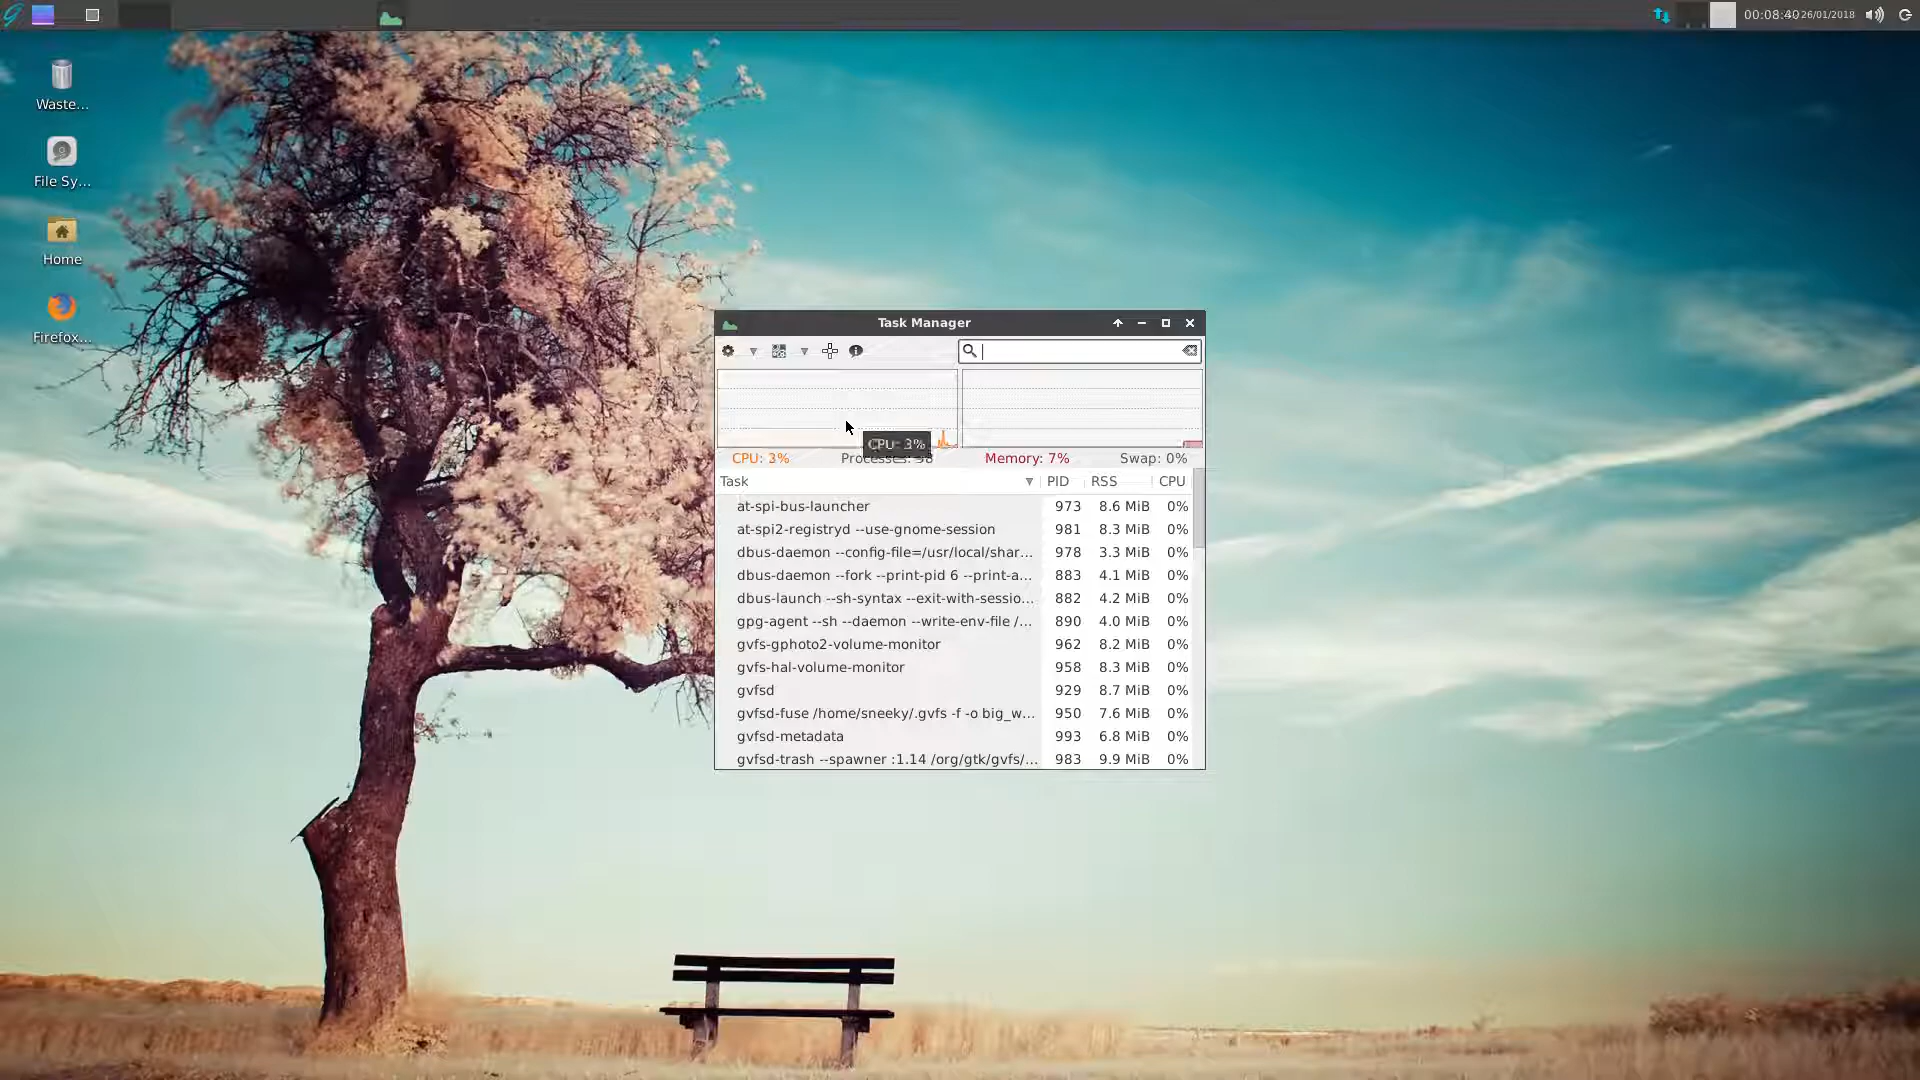 00:08:40 26/01/2018
Waste...
File Sy...
Home
Firefox...
Task Manager
CPU: 3%
CPU: 3% Processes: 38 Memory: 7% Swap: 0%
Task PID RSS CPU
at-spi-bus-launcher 973 8.6 MiB 0%
at-spi2-registryd --use-gnome-session 981 8.3 MiB 0%
dbus-daemon --config-file=/usr/local/shar... 978 3.3 MiB 0%
dbus-daemon --fork --print-pid 6 --print-a... 883 4.1 MiB 0%
dbus-launch --sh-syntax --exit-with-sessio... 882 4.2 MiB 0%
gpg-agent --sh --daemon --write-env-file /... 890 4.0 MiB 0%
gvfs-gphoto2-volume-monitor 962 8.2 MiB 0%
gvfs-hal-volume-monitor 958 8.3 MiB 0%
gvfsd 929 8.7 MiB 0%
gvfsd-fuse /home/sneeky/.gvfs -f -o big_w... 950 7.6 MiB 0%
gvfsd-metadata 993 6.8 MiB 0%
gvfsd-trash --spawner :1.14 /org/gtk/gvfs/... 983 9.9 MiB 0%